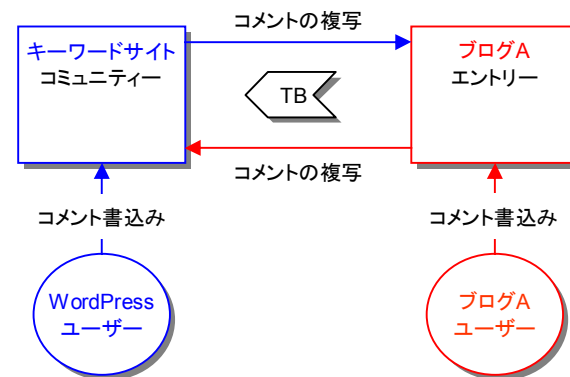 コメントの複写
キーワードサイト
コミュニティー
ブログA
エントリー
TB
コメントの複写
コメント書込み
コメント書込み
WordPress
ユーザー
ブログA
ユーザー